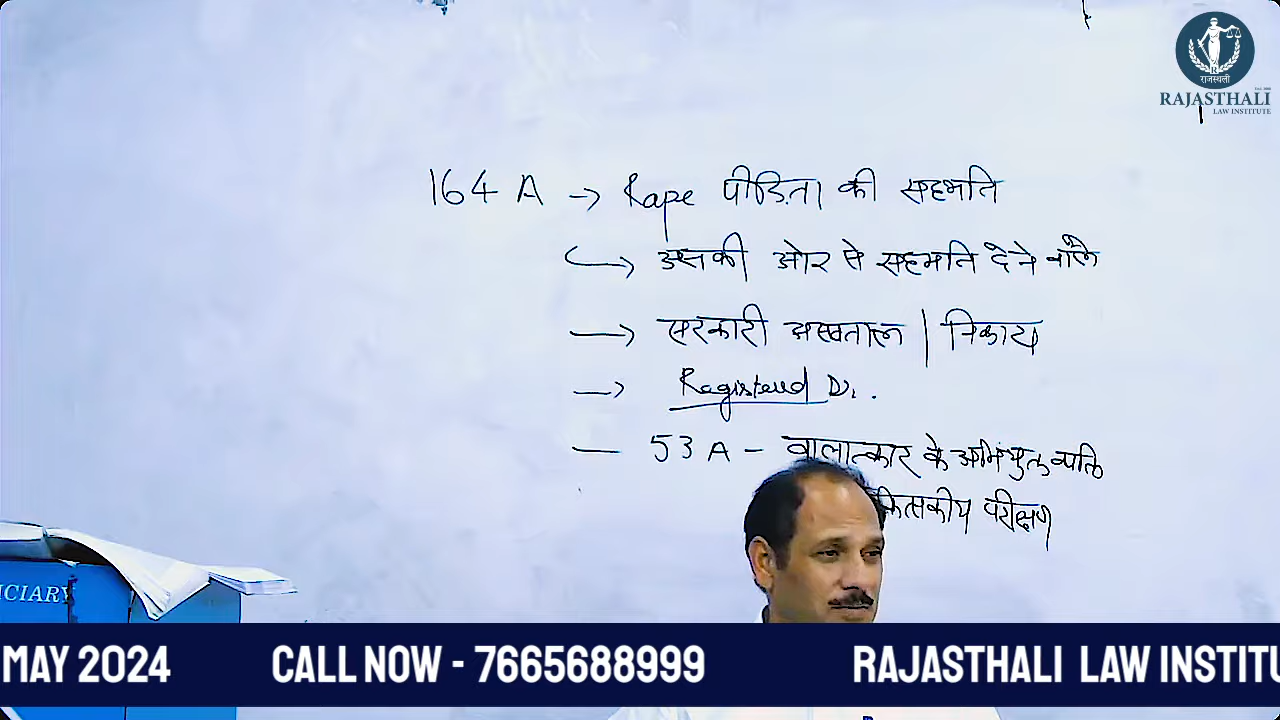 राजस्थली
RAJASTHALI
LAW INSTITUTE
164 A → Rape पीडिता की सहमति
→ उसकी ओर से सहमति देने वाले
→ सरकारी अस्पताल | निकाय
→ Registered Dr.
— 53 A - बालात्कार के अभियुक्त व्यक्ति
कित्सकीय परीक्षण
ICIARY
MAY 2024 CALL NOW - 7665688999 RAJASTHALI LAW INSTITU